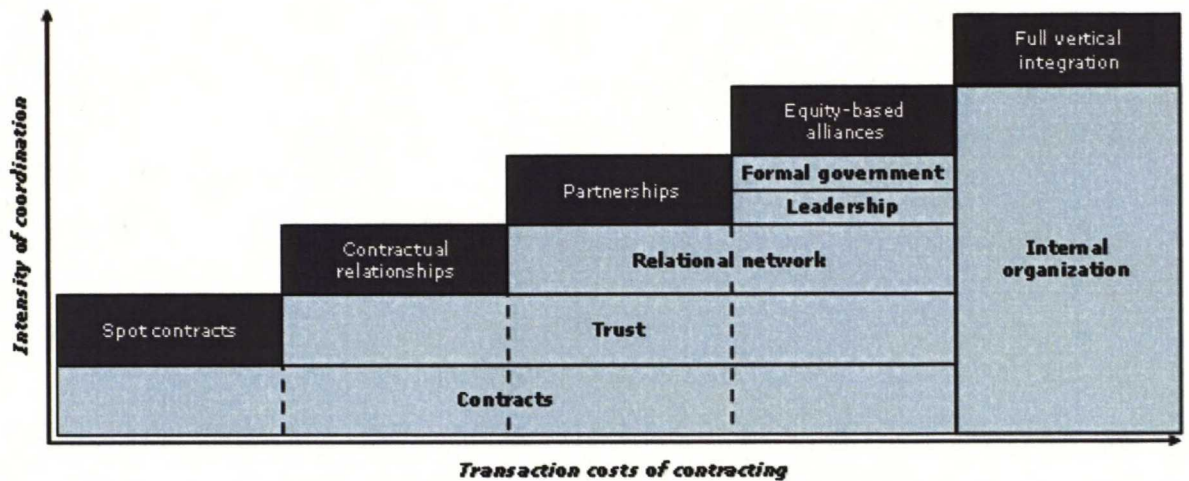 Intensity of coordination
Full vertical
integration
Equity-based
alliances
Formal government
Partnerships
Leadership
Contractual
relationships
Relational network
Internal
organization
Spot contracts
Trust
Contracts
Transaction costs of contracting